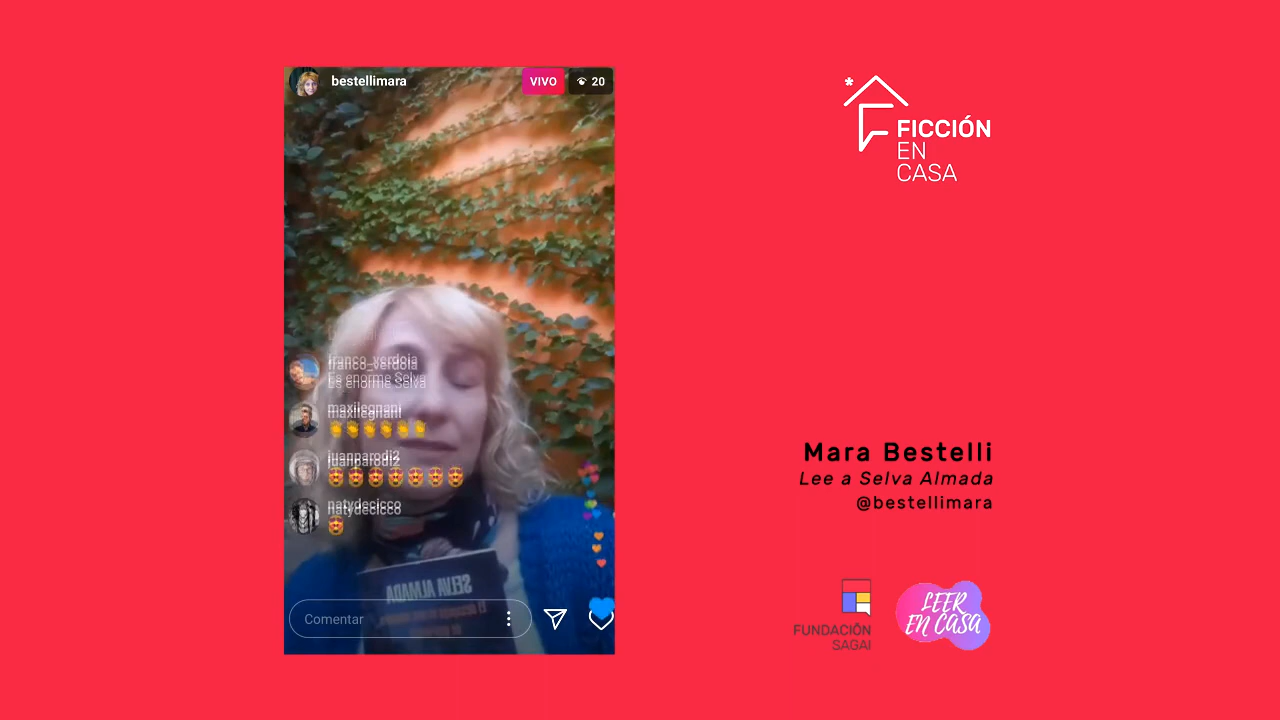 bestellimara
VIVO
20
franco_verdoia
Es enorme Selva
maxilegnani
juanparodi2
natydecicco
SELVA ALMADA
Comentar
*
FICCIÓN
EN
CASA
Mara Bestelli
Lee a Selva Almada
@bestellimara
FUNDACIÓN
SAGAI
LEER
EN CASA